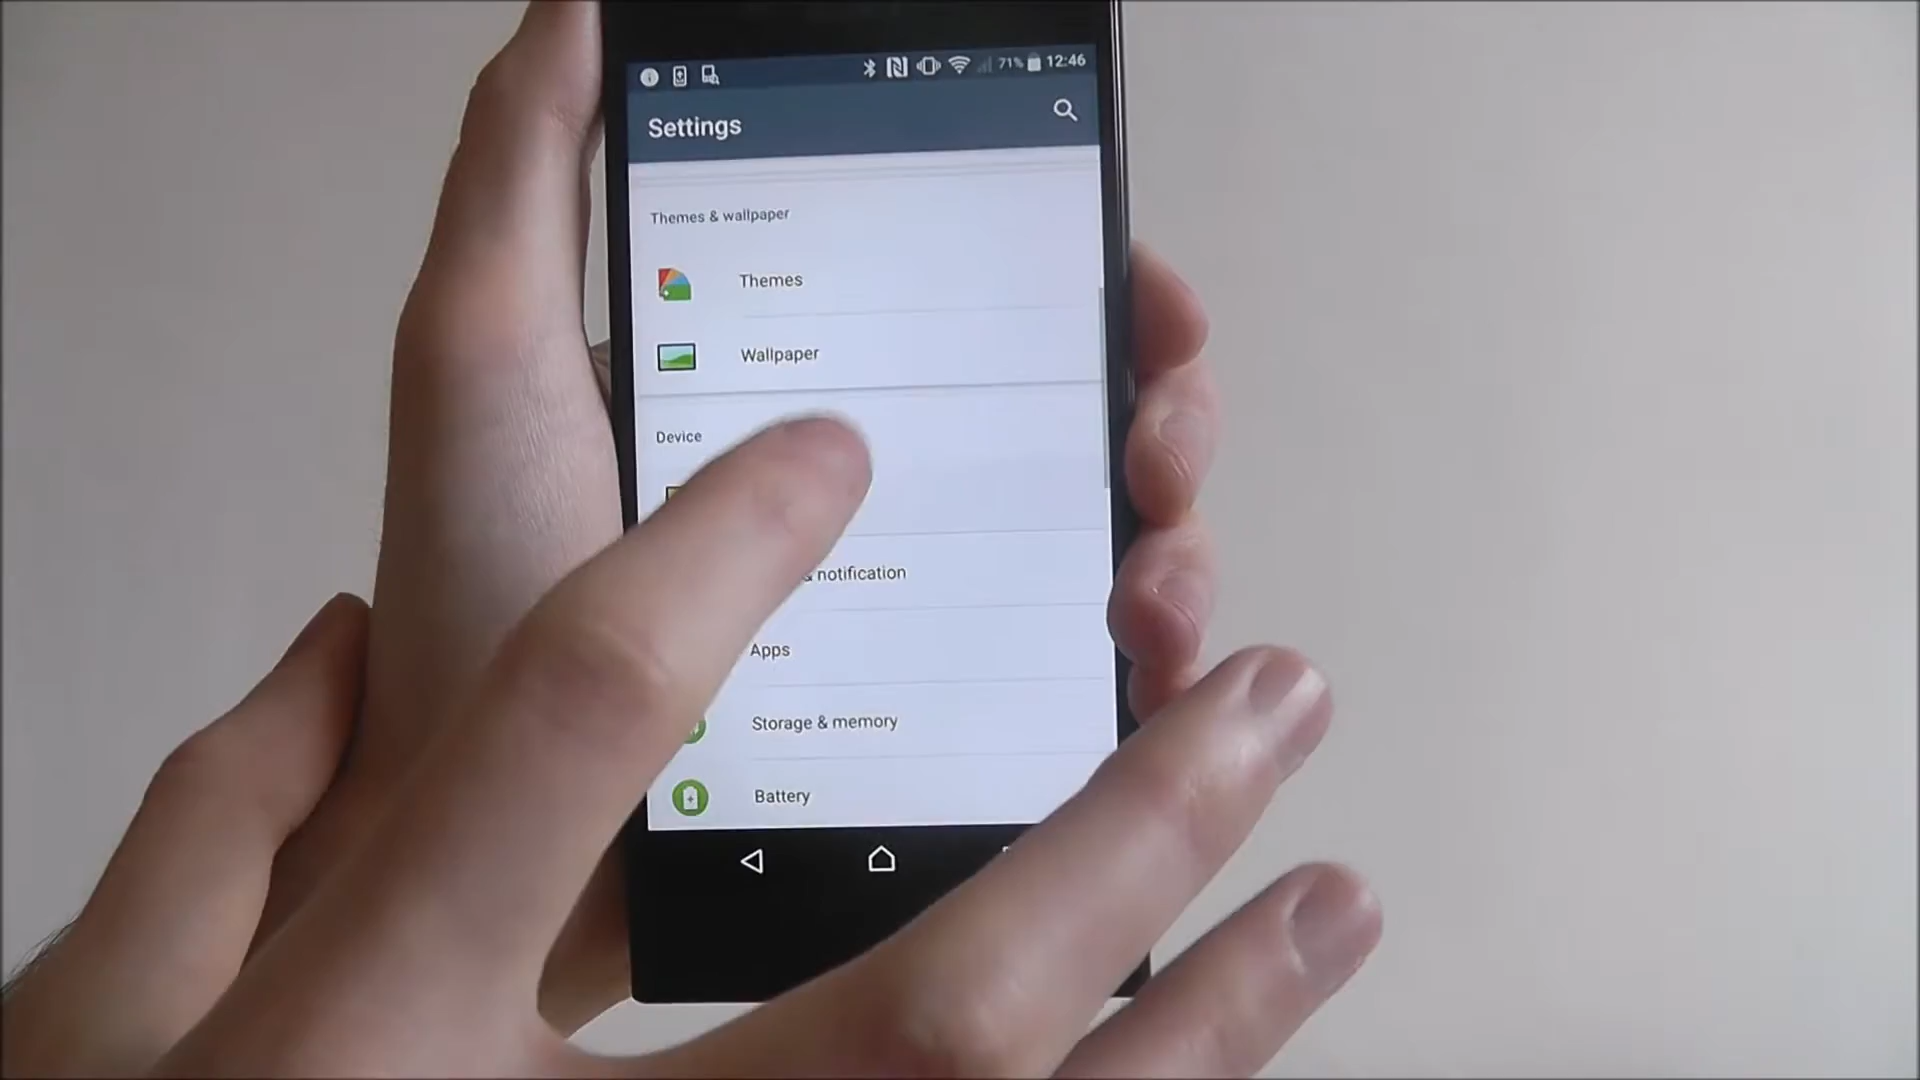 71% 12:46
Settings
Themes & wallpaper
Themes
Wallpaper
Device
& notification
Apps
Storage & memory
Battery